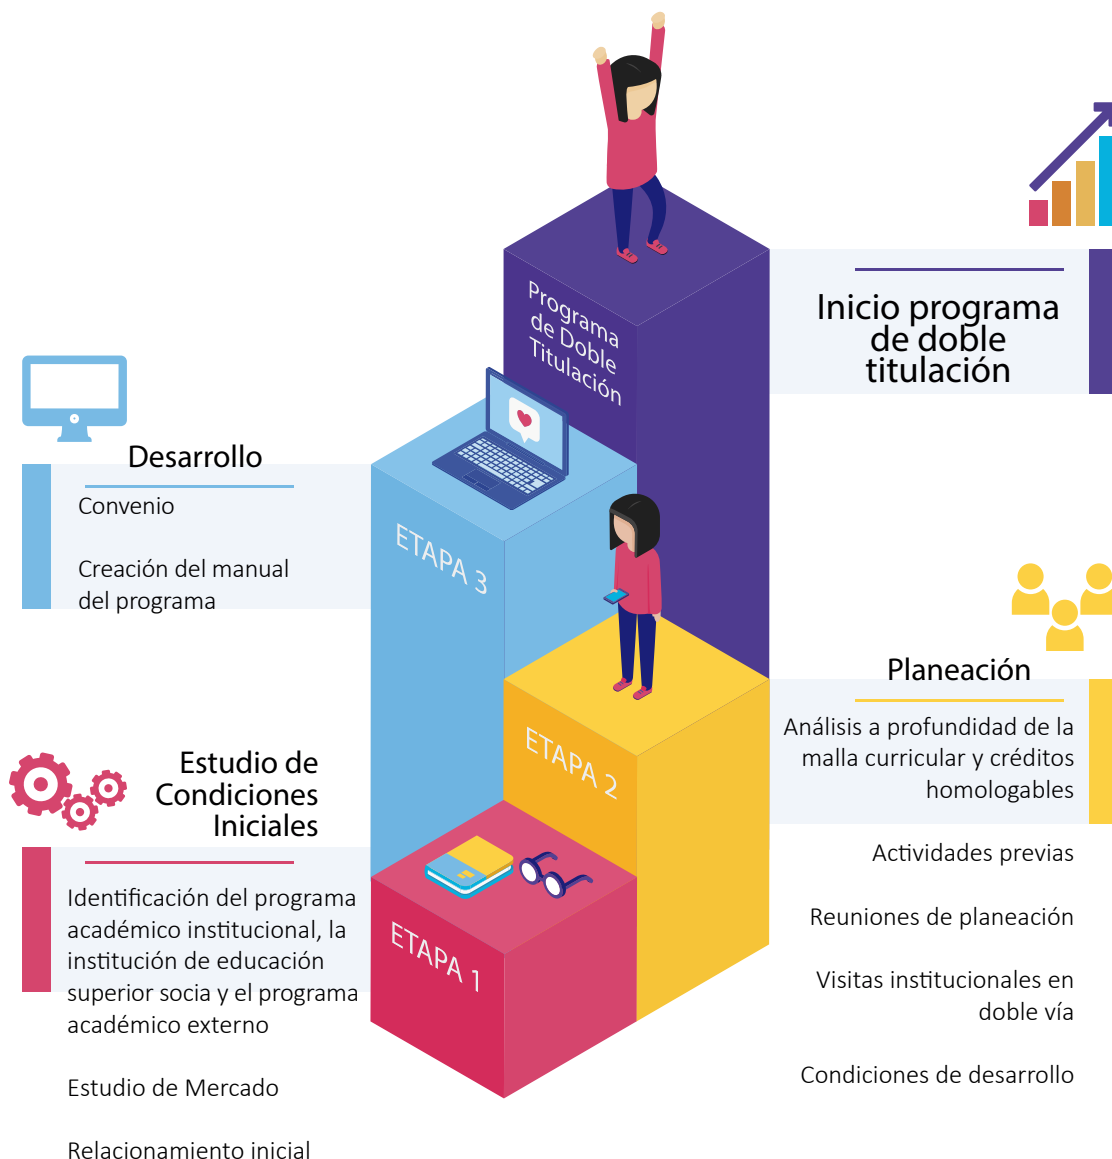 Programa
de Doble
Titulación
Inicio programa
de doble
titulación
Desarrollo
Convenio
Creación del manual
del programa
ETAPA 3
Planeación
Análisis a profundidad de la
malla curricular y créditos
homologables
Actividades previas
Reuniones de planeación
Visitas institucionales en
doble vía
Condiciones de desarrollo
ETAPA 2
Estudio de
Condiciones
Iniciales
Identificación del programa
académico institucional, la
institución de educación
superior socia y el programa
académico externo
Estudio de Mercado
Relacionamiento inicial
ETAPA 1